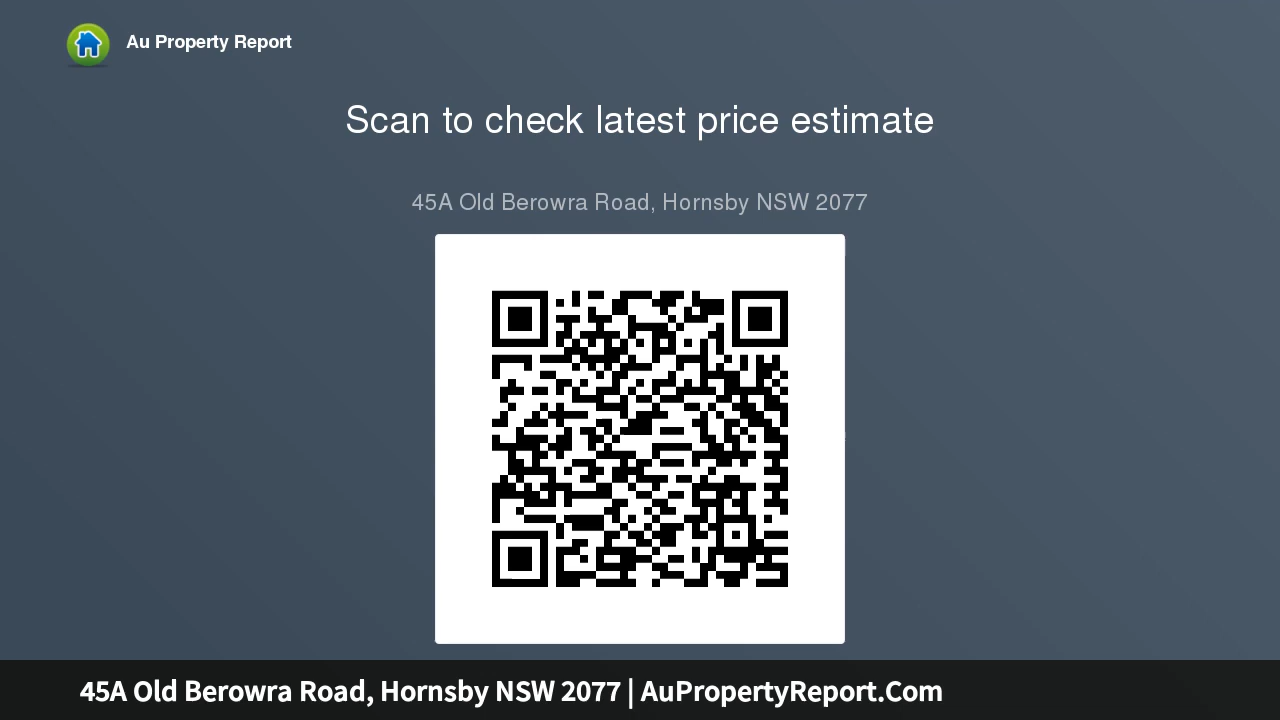 Au Property Report
Scan to check latest price estimate
45A Old Berowra Road, Hornsby NSW 2077
45A Old Berowra Road, Hornsby NSW 2077 | AuPropertyReport.Com